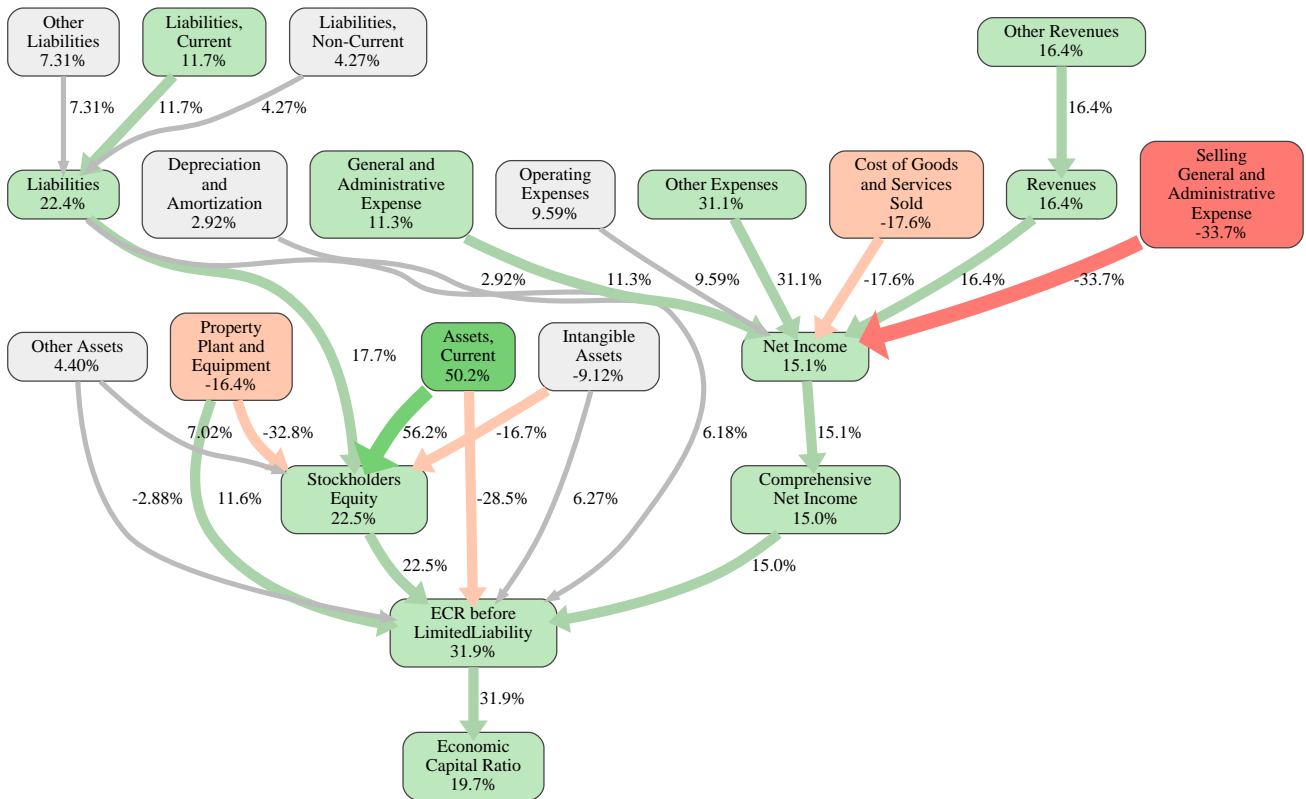 Other
Liabilities
7.31%
Liabilities,
Current
11.7%
Liabilities,
Non-Current
4.27%
Other Revenues
16.4%
7.31%
11.7%
4.27%
16.4%
Liabilities
22.4%
Depreciation
and
Amortization
2.92%
General and
Administrative
Expense
11.3%
Operating
Expenses
9.59%
Other Expenses
31.1%
Cost of Goods
and Services
Sold
-17.6%
Revenues
16.4%
Selling
General and
Administrative
Expense
-33.7%
2.92%
11.3%
9.59%
31.1%
-17.6%
16.4%
-33.7%
Other Assets
4.40%
Property
Plant and
Equipment
-16.4%
17.7%
Assets,
Current
50.2%
Intangible
Assets
-9.12%
Net Income
15.1%
7.02%
-32.8%
56.2%
-16.7%
6.18%
15.1%
-2.88%
11.6%
Stockholders
Equity
22.5%
-28.5%
6.27%
Comprehensive
Net Income
15.0%
22.5%
15.0%
ECR before
LimitedLiability
31.9%
31.9%
Economic
Capital Ratio
19.7%